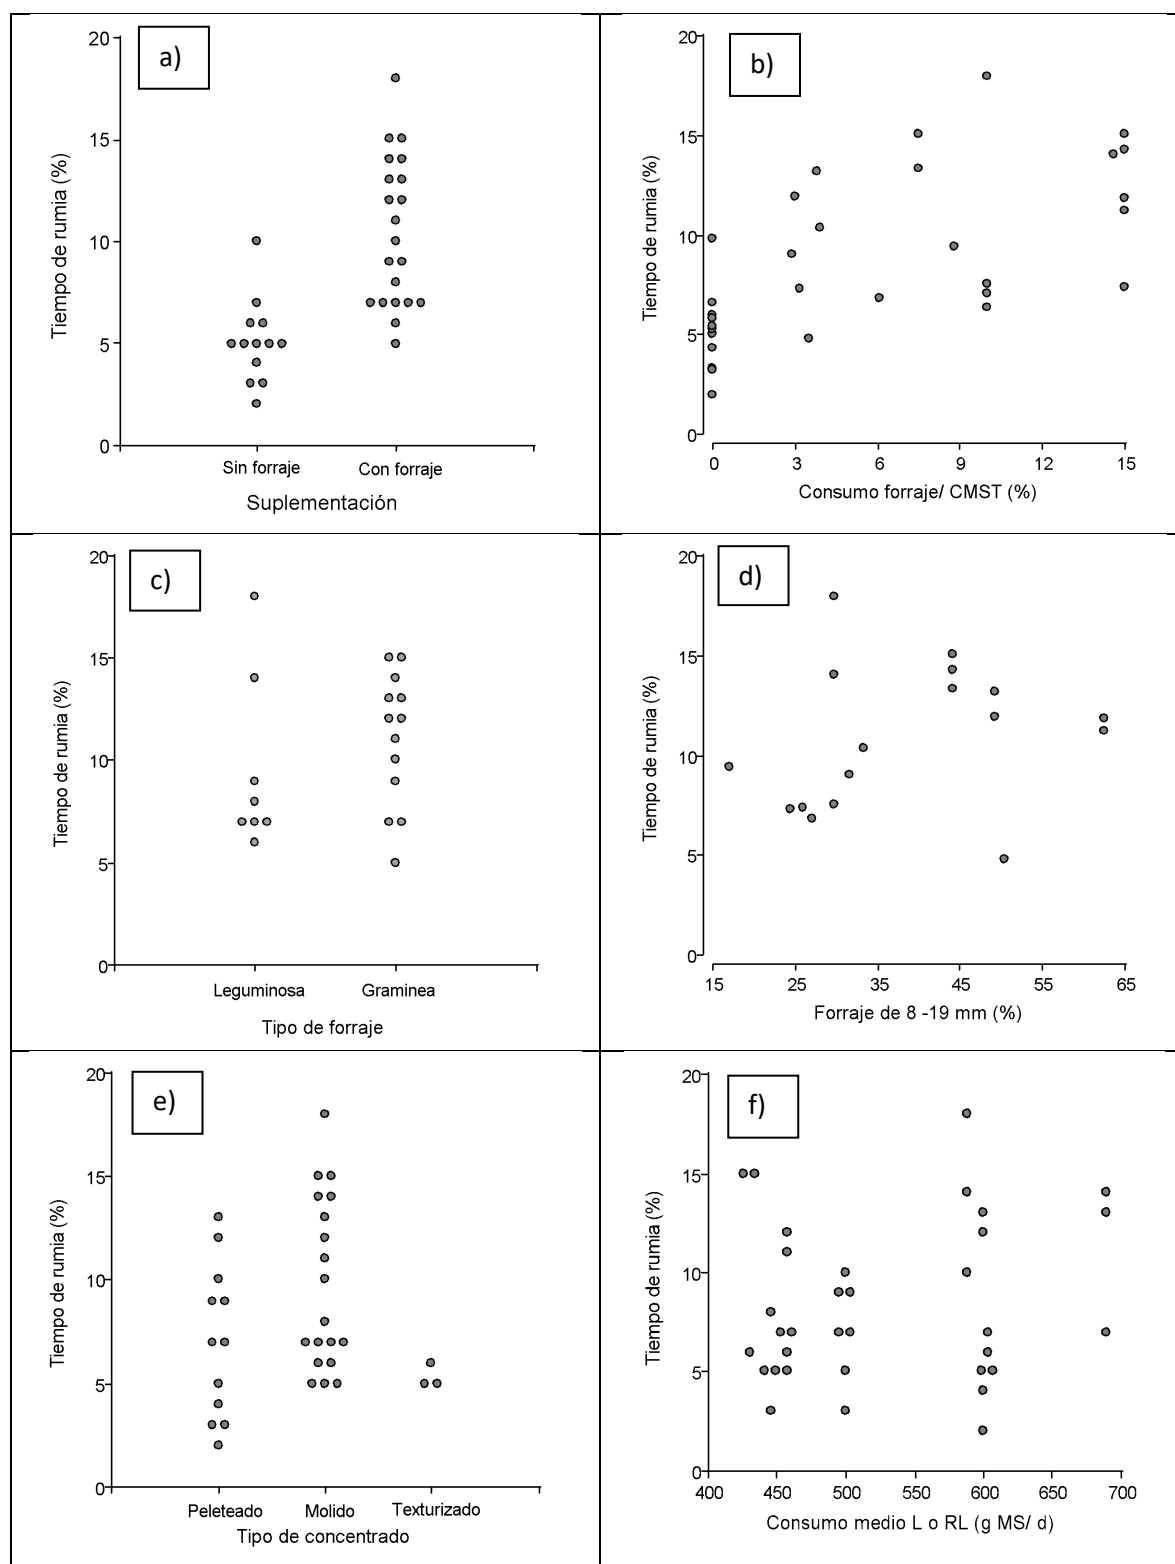 a)
20
15
10
5
0
Tiempo de rumia (%)
Sin forraje
Con forraje
Suplementación
b)
20
15
10
5
0
Tiempo de rumia (%)
0 3 6 9 12 15
Consumo forraje/ CMST (%)
c)
20
15
10
5
0
Tiempo de rumia (%)
Leguminosa
Graminea
Tipo de forraje
d)
20
15
10
5
0
Tiempo de rumia (%)
15 25 35 45 55 65
Forraje de 8 -19 mm (%)
e)
20
15
10
5
0
Tiempo de rumia (%)
Peleteado
Molido
Texturizado
Tipo de concentrado
f)
20
15
10
5
0
Tiempo de rumia (%)
400 450 500 550 600 650 700
Consumo medio L o RL (g MS/ d)